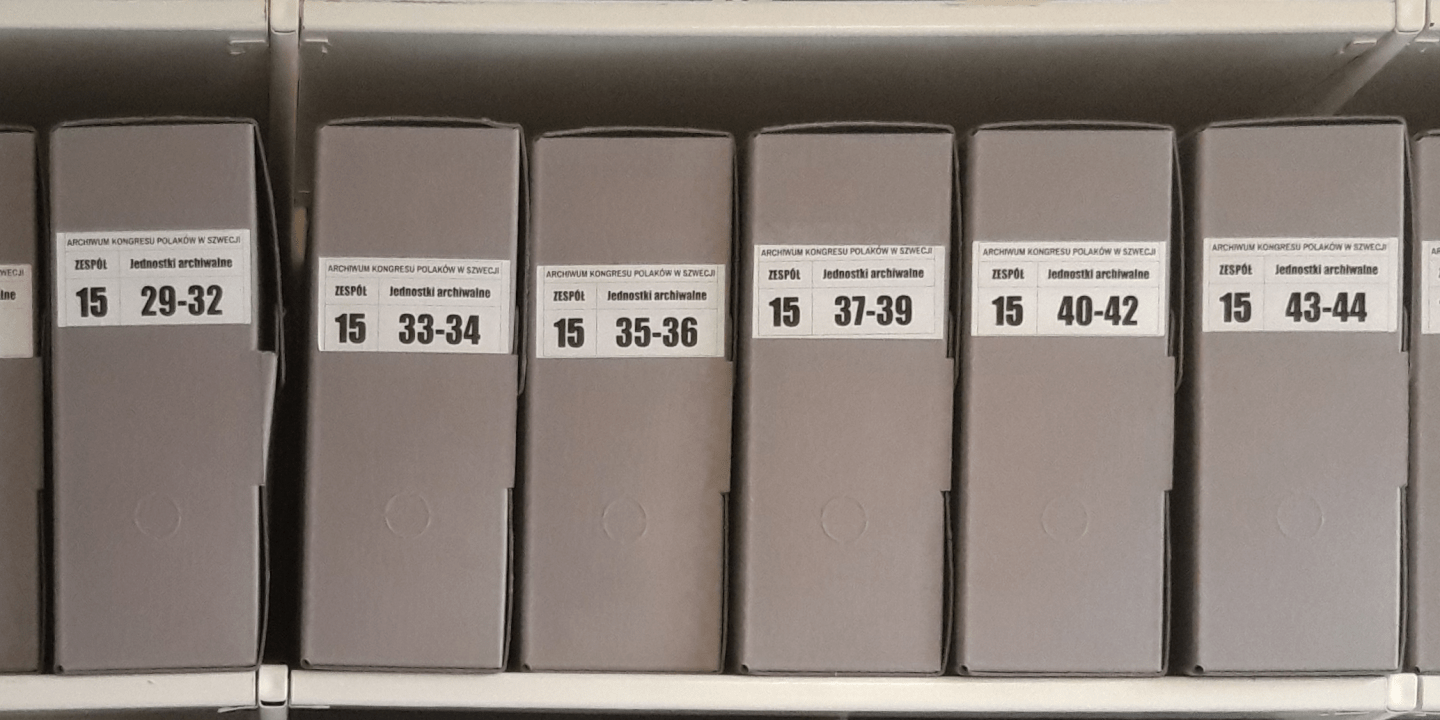 WECJI
lne
ARCHIWUM KONGRESU POLAKÓW W SZWECJI
ZESPÓŁ Jednostki archiwalne
15 29-32
ARCHIWUM KONGRESU POLAKÓW W SZWECJI
ZESPÓŁ Jednostki archiwalne
15 33-34
ARCHIWUM KONGRESU POLAKÓW W SZWECJI
ZESPÓŁ Jednostki archiwalne
15 35-36
ARCHIWUM KONGRESU POLAKÓW W SZWECJI
ZESPÓŁ Jednostki archiwalne
15 37-39
ARCHIWUM KONGRESU POLAKÓW W SZWECJI
ZESPÓŁ Jednostki archiwalne
15 40-42
ARCHIWUM KONGRESU POLAKÓW W SZWECJI
ZESPÓŁ Jednostki archiwalne
15 43-44